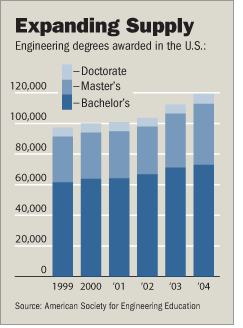 Expanding Supply
Engineering degrees awarded in the U.S.:
–Doctorate
–Master's
–Bachelor's
120,000
100,000
80,000
60,000
40,000
20,000
0
1999 2000 '01 '02 '03 '04
Source: American Society for Engineering Education